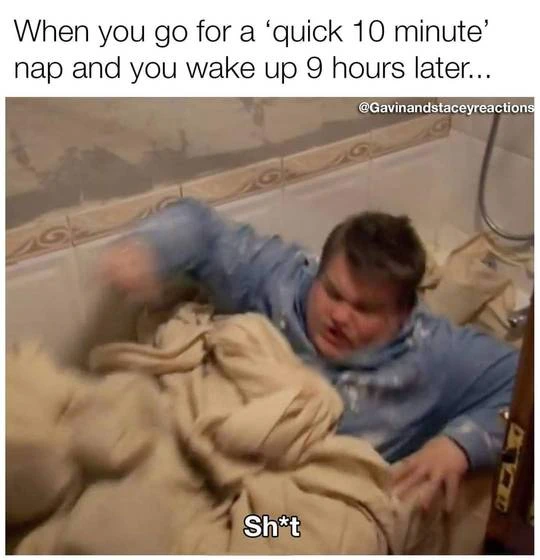 When you go for a ‘quick 10 minute’
nap and you wake up 9 hours later...
@Gavinandstaceyreactions
Sh*t